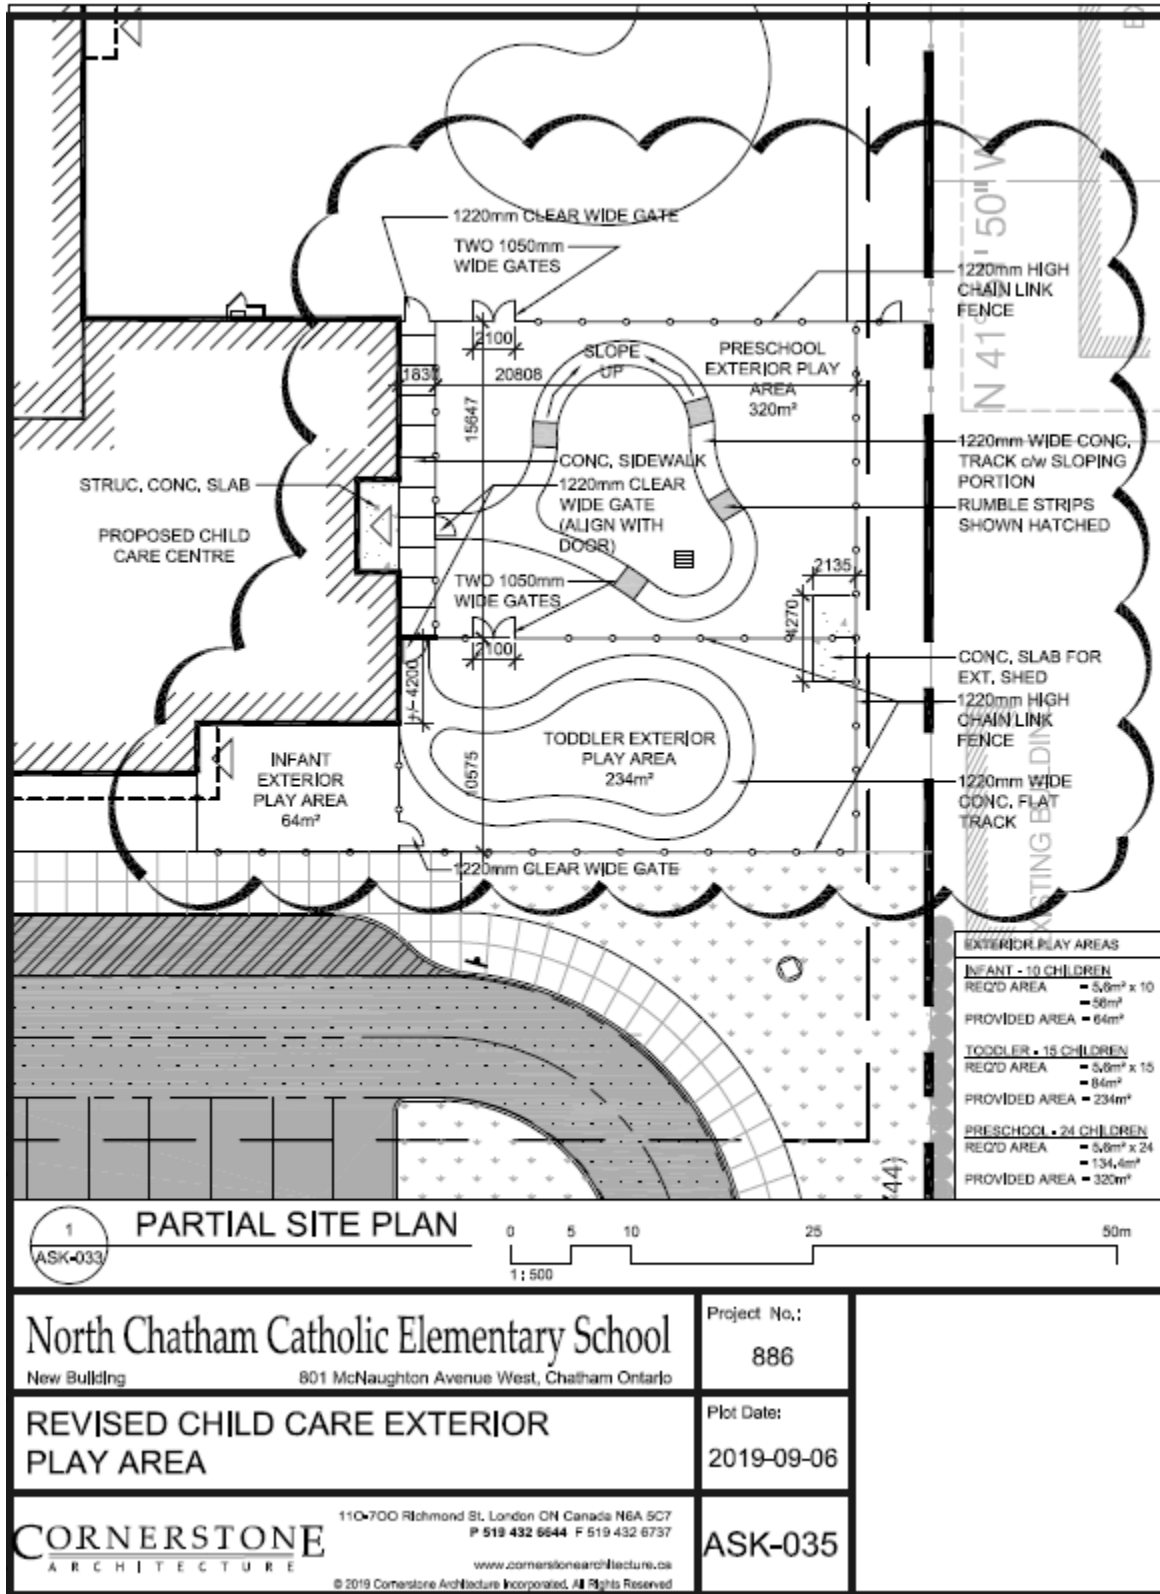 1220mm CLEAR WIDE GATE
TWO 1050mm
WIDE GATES
1220mm HIGH
CHAIN LINK
FENCE
2100
SLOPE
UP
PRESCHOOL
EXTERIOR PLAY
AREA
320m²
1830
20808
15647
STRUC. CONC. SLAB
PROPOSED CHILD
CARE CENTRE
CONC. SIDEWALK
1220mm CLEAR
WIDE GATE
(ALIGN WITH
DOOR)
1220mm WIDE CONC.
TRACK c/w SLOPING
PORTION
RUMBLE STRIPS
SHOWN HATCHED
TWO 1050mm
WIDE GATES
2135
4270
2100
+/- 4200
CONC. SLAB FOR
EXT. SHED
1220mm HIGH
CHAIN LINK
FENCE
INFANT
EXTERIOR
PLAY AREA
64m²
10575
TODDLER EXTERIOR
PLAY AREA
234m²
1220mm WIDE
CONC. FLAT
TRACK
1220mm CLEAR WIDE GATE
N 41°
50" W
EXISTING BUILDING
44)
EXTERIOR PLAY AREAS
INFANT - 10 CHILDREN
REQ'D AREA = 5.6m² x 10
= 56m²
PROVIDED AREA = 64m²
TODDLER - 15 CHILDREN
REQ'D AREA = 5.6m² x 15
= 84m²
PROVIDED AREA = 234m²
PRESCHOOL - 24 CHILDREN
REQ'D AREA = 5.6m² x 24
= 134.4m²
PROVIDED AREA = 320m²
1
ASK-033
PARTIAL SITE PLAN
0 5 10 25 50m
1 : 500
North Chatham Catholic Elementary School
New Building 801 McNaughton Avenue West, Chatham Ontario
Project No.:
886
REVISED CHILD CARE EXTERIOR
PLAY AREA
Plot Date:
2019-09-06
CORNERSTONE
ARCHITECTURE
110-700 Richmond St. London ON Canada N6A 5C7
P 519 432 6644 F 519 432 6737
www.cornerstonearchitecture.ca
© 2019 Cornerstone Architecture Incorporated. All Rights Reserved
ASK-035